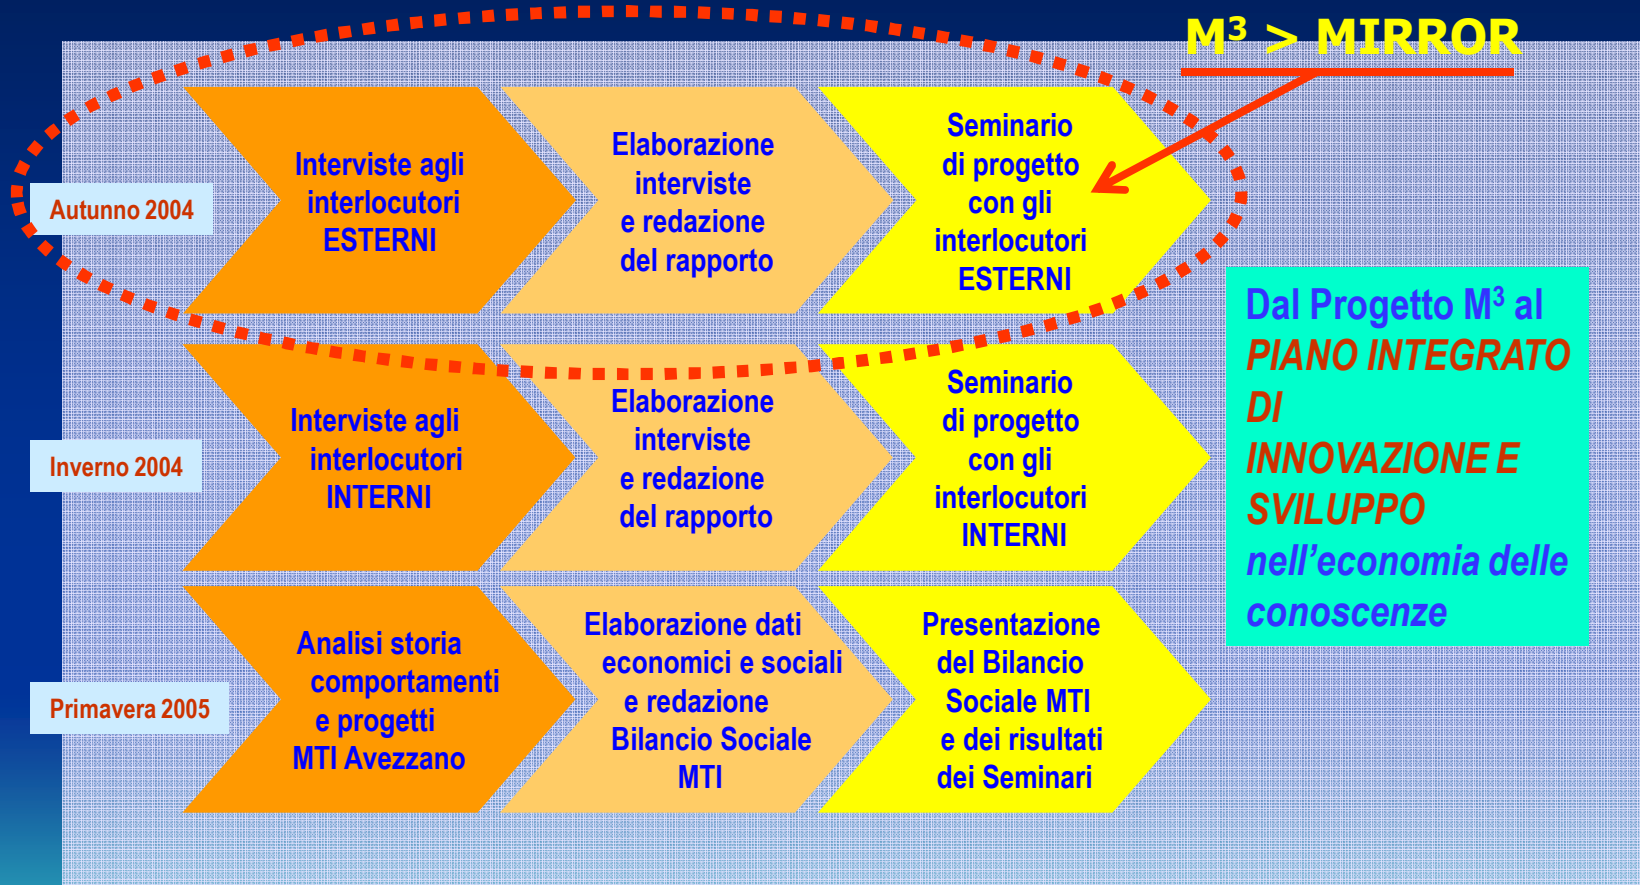 M³ > MIRROR
Autunno 2004
Interviste agli
interlocutori
ESTERNI
Elaborazione
interviste
e redazione
del rapporto
Seminario
di progetto
con gli
interlocutori
ESTERNI
Inverno 2004
Interviste agli
interlocutori
INTERNI
Elaborazione
interviste
e redazione
del rapporto
Seminario
di progetto
con gli
interlocutori
INTERNI
Primavera 2005
Analisi storia
comportamenti
e progetti
MTI Avezzano
Elaborazione dati
economici e sociali
e redazione
Bilancio Sociale
MTI
Presentazione
del Bilancio
Sociale MTI
e dei risultati
dei Seminari
Dal Progetto M³ al
PIANO INTEGRATO
DI
INNOVAZIONE E
SVILUPPO
nell’economia delle
conoscenze